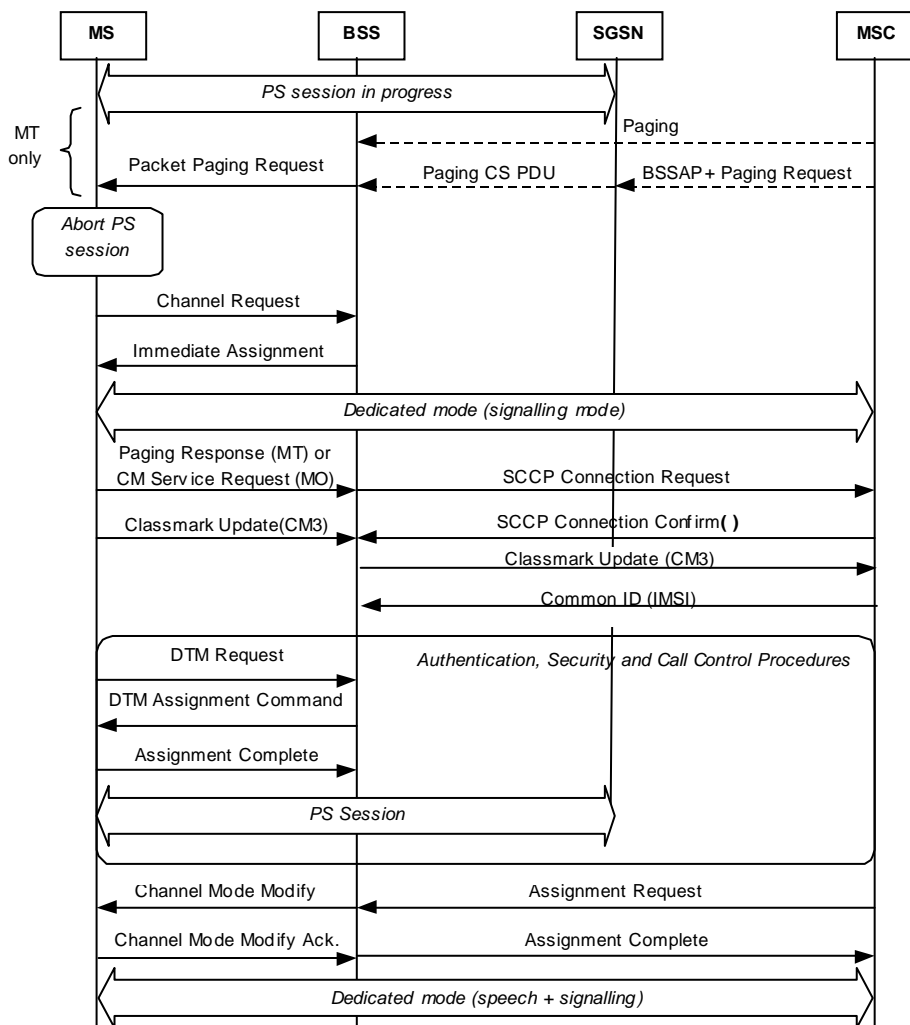 MS BSS SGSN MSC
PS session in progress
MT
only
Paging
Packet Paging Request Paging CS PDU BSSAP+ Paging Request
Abort PS
session
Channel Request
Immediate Assignment
Dedicated mode (signalling mode)
Paging Response (MT) or
CM Service Request (MO) SCCP Connection Request
Classmark Update(CM3) SCCP Connection Confirm( )
Classmark Update (CM3)
Common ID (IMSI)
DTM Request Authentication, Security and Call Control Procedures
DTM Assignment Command
Assignment Complete
PS Session
Channel Mode Modify Assignment Request
Channel Mode Modify Ack. Assignment Complete
Dedicated mode (speech + signalling)